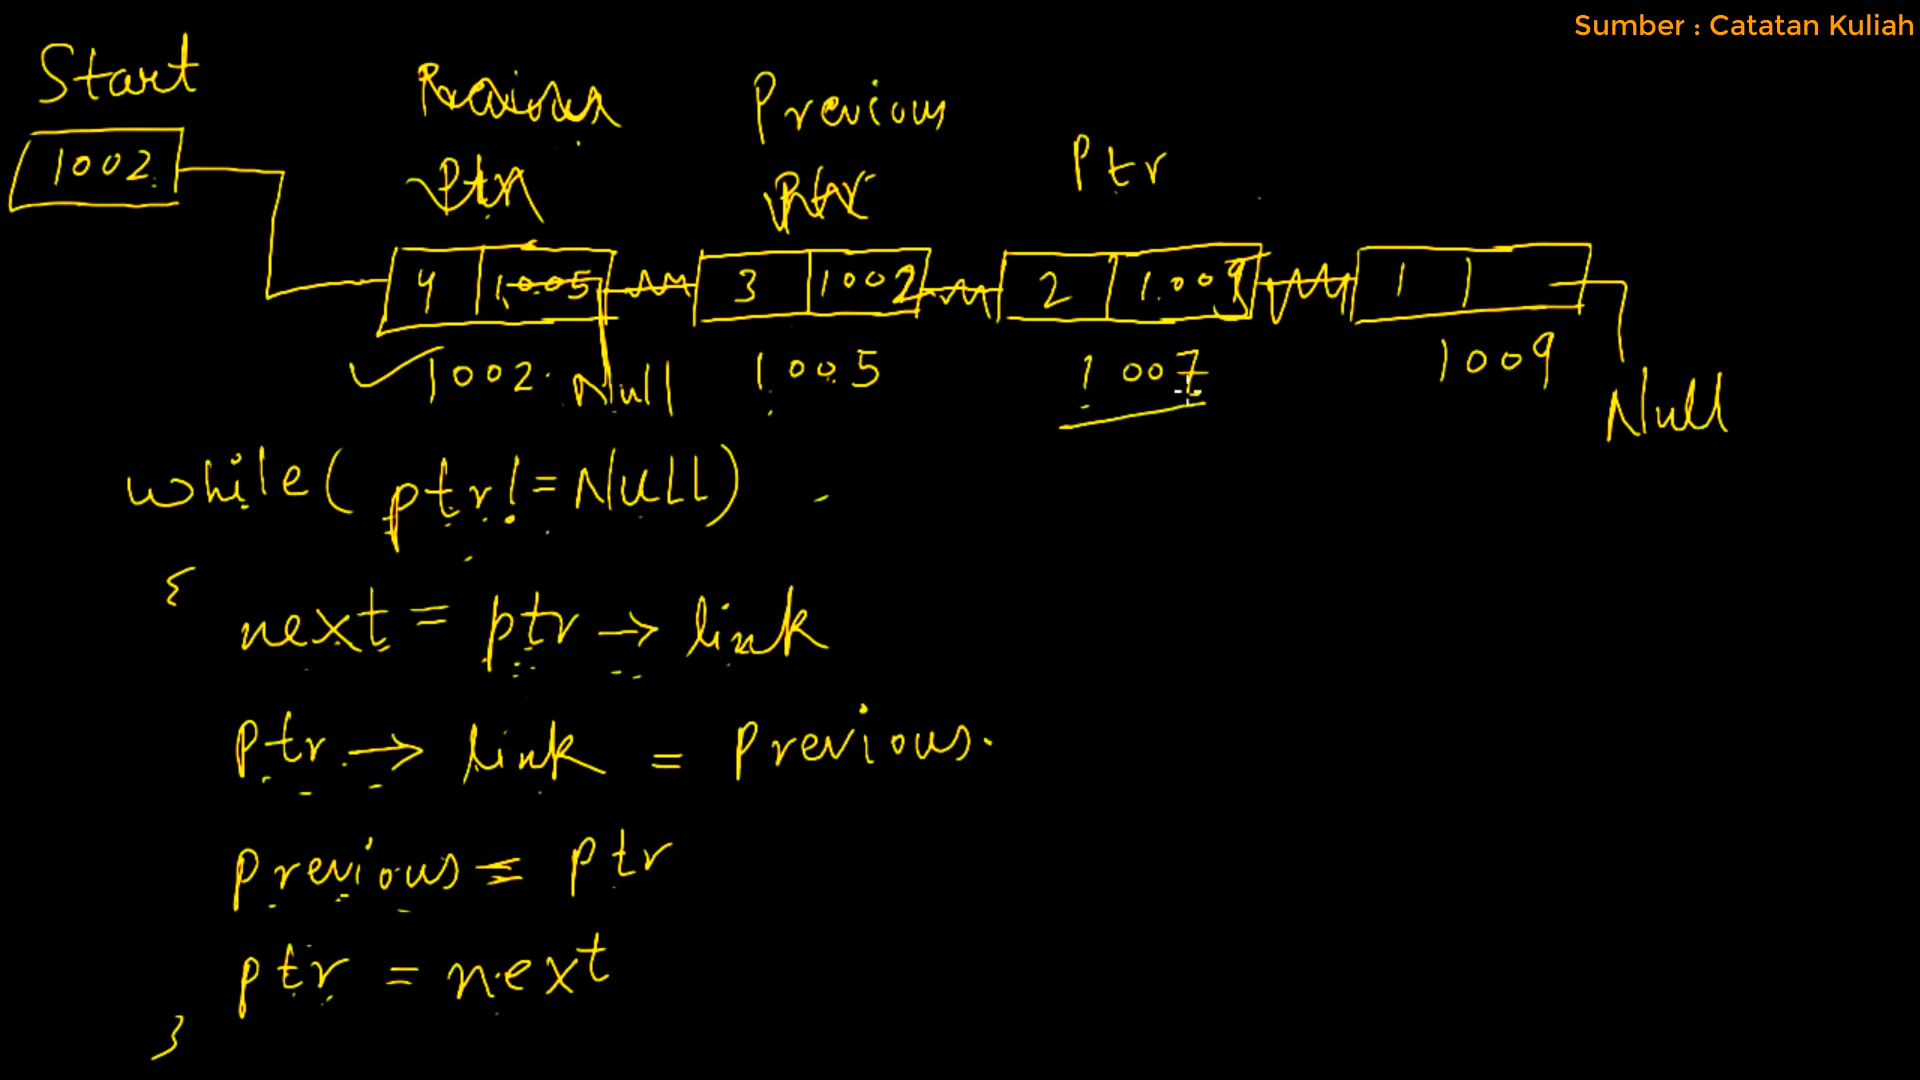 Sumber : Catatan Kuliah
Start
Previous
Previous
Ptr
Ptr
Ptr
1002
4 1005 3 1002 2 1009 1
1002 Null 1005 1007 1009
Null
while( ptr!=NULL)
{
next = ptr → link
Ptr → link = Previous.
Previous = Ptr
Ptr = next
}